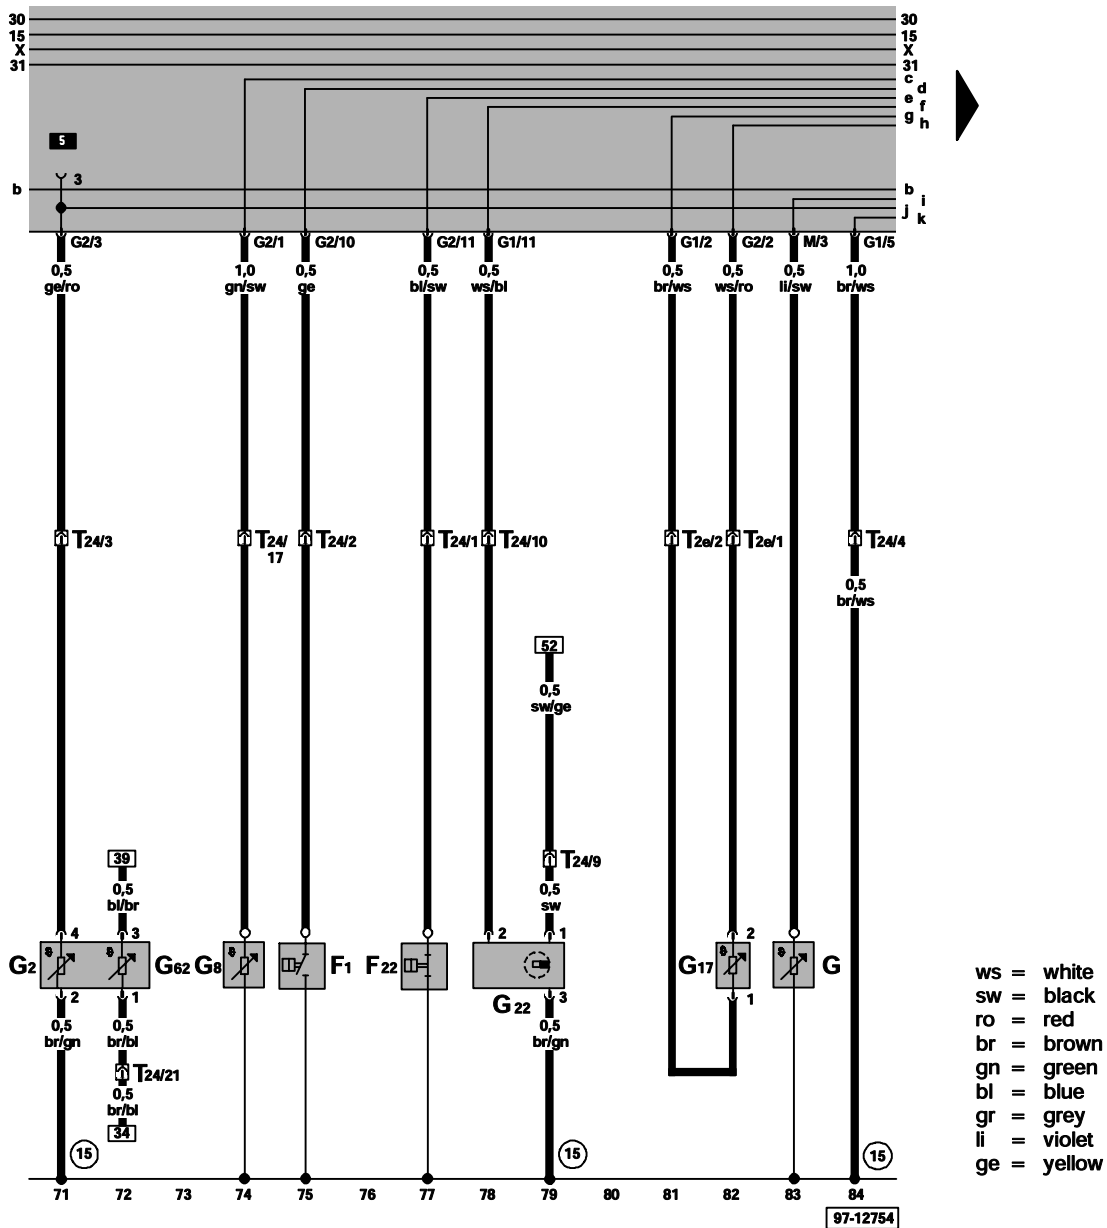 30 30
15 15
X X
31 31
c
d
e
f
g
h
5
3
b b
i
j
k
G2/3 G2/1 G2/10 G2/11 G1/11 G1/2 G2/2 M/3 G1/5
0,5 1,0 0,5 0,5 0,5 0,5 0,5 0,5 1,0
ge/ro gn/sw ge bl/sw ws/bl br/ws ws/ro li/sw br/ws
T24/3 T24/17 T24/2 T24/1 T24/10 T2e/2 T2e/1 T24/4
0,5
br/ws
52
0,5
sw/ge
39 T24/9
0,5 0,5
bl/br sw
4 3 2 1 2
G2 G62 G8 F1 F22 G17 G
2 1 G22 3 1
0,5 0,5 0,5
br/gn br/bl br/gn
T24/21
0,5
br/bl
34
15 15 15
71 72 73 74 75 76 77 78 79 80 81 82 83 84
97-12754
ws = white
sw = black
ro = red
br = brown
gn = green
bl = blue
gr = grey
li = violet
ge = yellow